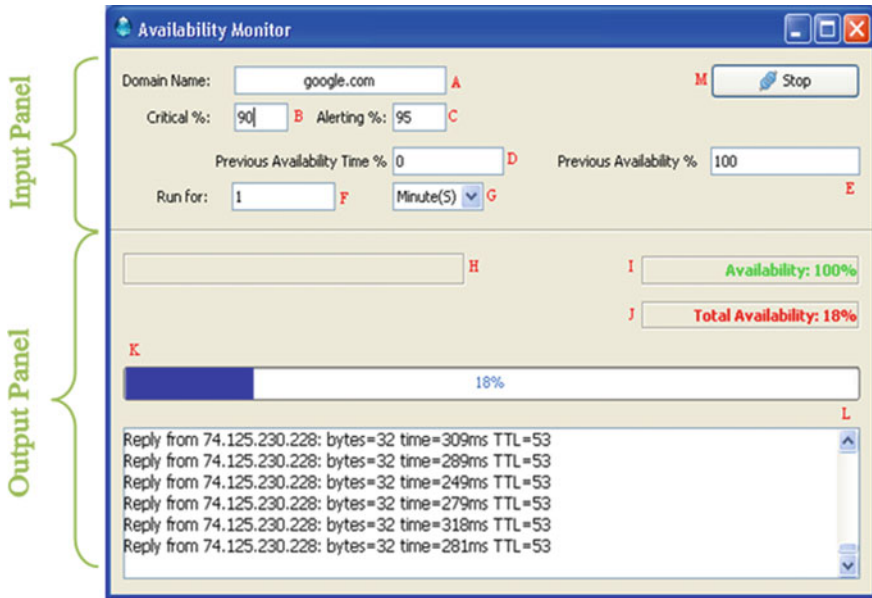 Availability Monitor
Input Panel
Domain Name: google.com A M Stop
Critical %: 90 B Alerting %: 95 C
Previous Availability Time % 0 D Previous Availability % 100
Run for: 1 F Minute(S) G E
Output Panel
H I Availability: 100%
J Total Availability: 18%
K
18%
L
Reply from 74.125.230.228: bytes=32 time=309ms TTL=53
Reply from 74.125.230.228: bytes=32 time=289ms TTL=53
Reply from 74.125.230.228: bytes=32 time=249ms TTL=53
Reply from 74.125.230.228: bytes=32 time=279ms TTL=53
Reply from 74.125.230.228: bytes=32 time=318ms TTL=53
Reply from 74.125.230.228: bytes=32 time=281ms TTL=53